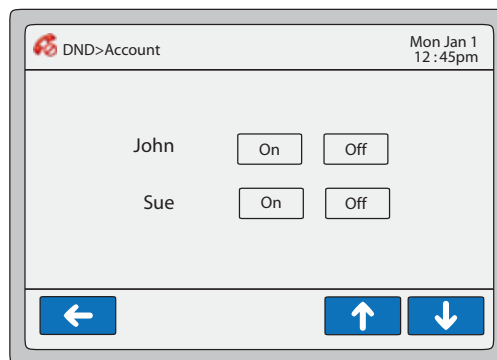 DND>Account
Mon Jan 1
12:45pm
John On Off
Sue On Off